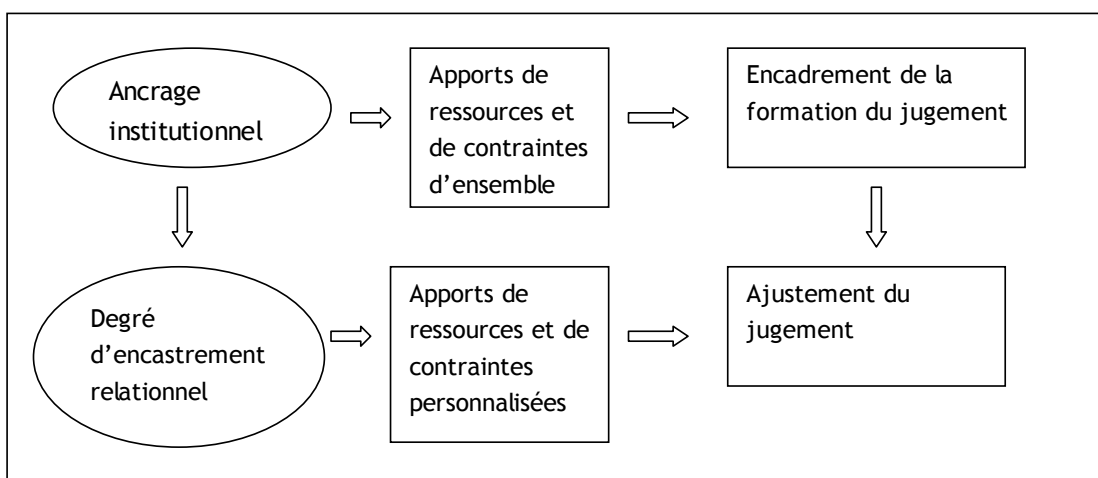 Ancrage
institutionnel
Apports de
ressources et
de contraintes
d'ensemble
Encadrement de la
formation du jugement
Degré
d'encastrement
relationnel
Apports de
ressources et de
contraintes
personnalisées
Ajustement du
jugement